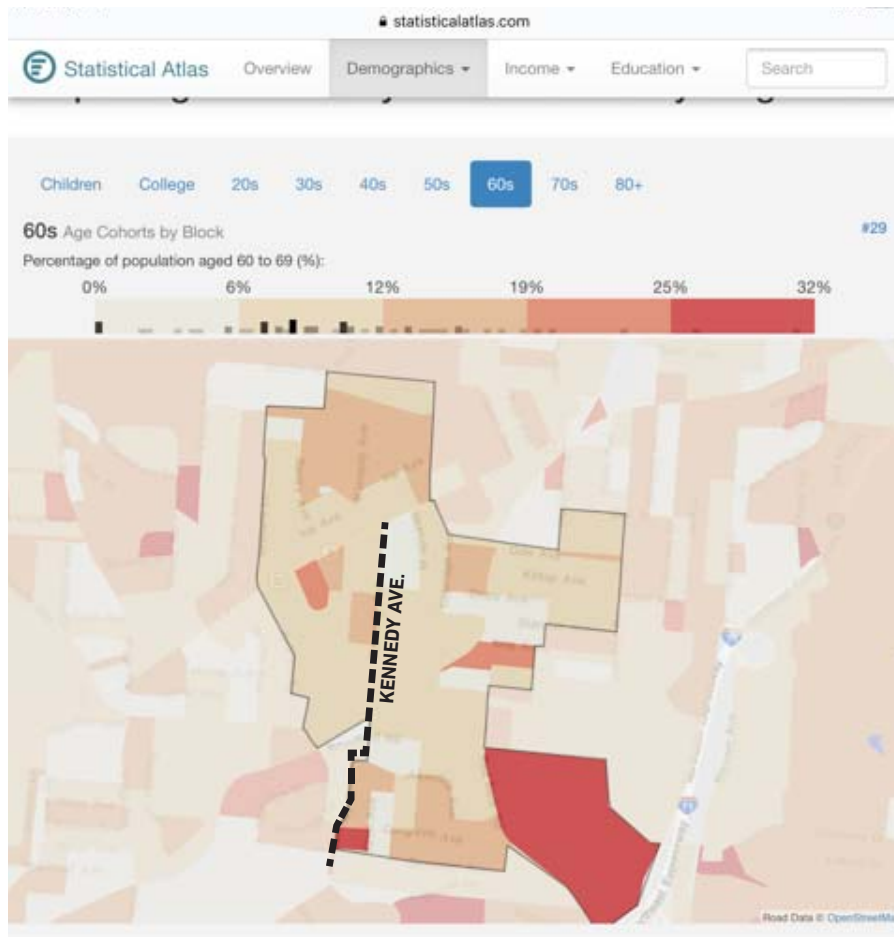 statisticalatlas.com
Statistical Atlas Overview Demographics Income Education Search
Children College 20s 30s 40s 50s 60s 70s 80+
60s Age Cohorts by Block #29
Percentage of population aged 60 to 69 (%):
0% 6% 12% 19% 25% 32%
KENNEDY AVE.
Road Data © OpenStreetMa